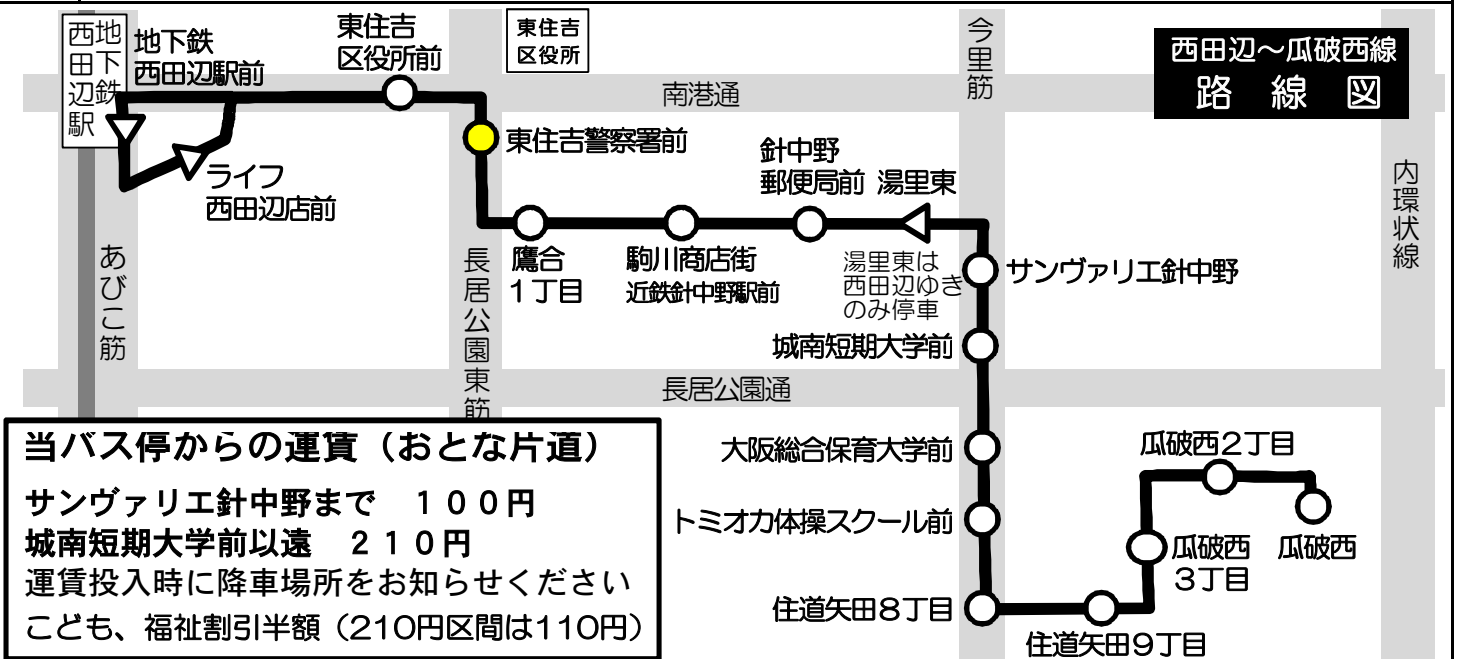 西田辺～瓜破西線
路線図
地下鉄
西田辺駅
地下鉄
西田辺駅前
東住吉
区役所前
東住吉
区役所
今里筋
南港通
東住吉警察署前
ライフ
西田辺店前
針中野
郵便局前
湯里東
内環状線
あびこ筋
長居公園東筋
鷹合
1丁目
駒川商店街
近鉄針中野駅前
湯里東は
西田辺ゆき
のみ停車
サンヴァリエ針中野
城南短期大学前
長居公園通
大阪総合保育大学前
トミオカ体操スクール前
住道矢田8丁目
住道矢田9丁目
瓜破西2丁目
瓜破西
3丁目
瓜破西
当バス停からの運賃（おとな片道）
サンヴァリエ針中野まで　１００円
城南短期大学前以遠　２１０円
運賃投入時に降車場所をお知らせください
こども、福祉割引半額（210円区間は110円）